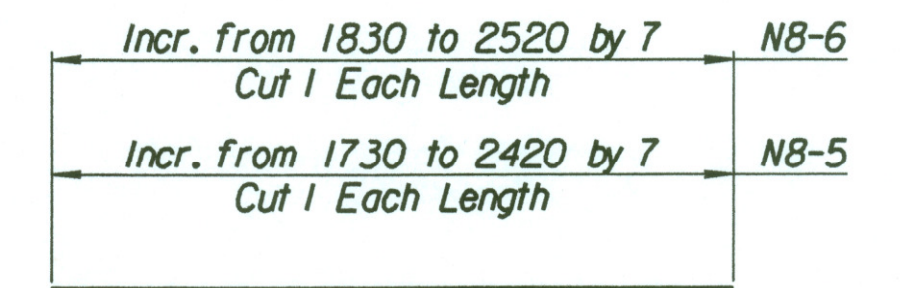 Incr. from 1830 to 2520 by 7 N8-6
Cut 1 Each Length
Incr. from 1730 to 2420 by 7 N8-5
Cut 1 Each Length